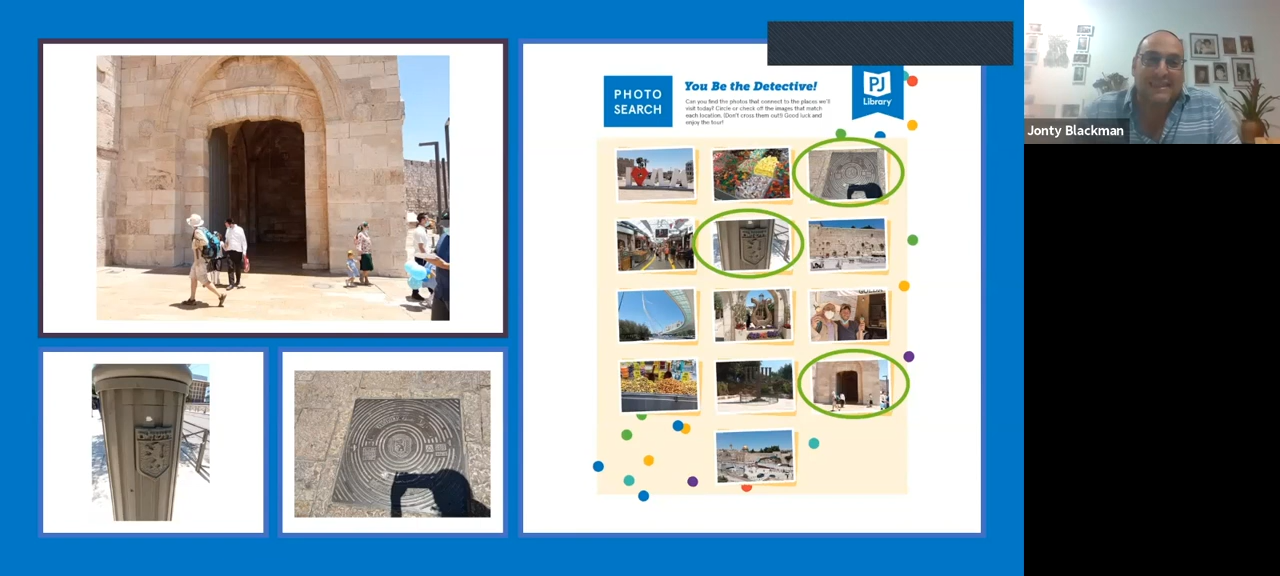 PHOTO
SEARCH
You Be the Detective!
Can you find the photos that connect to the places we'll
visit today? Circle or check off the images that match
each location. (Don't cross them out!) Good luck and
enjoy the tour!
PJ
Library
Jonty Blackman